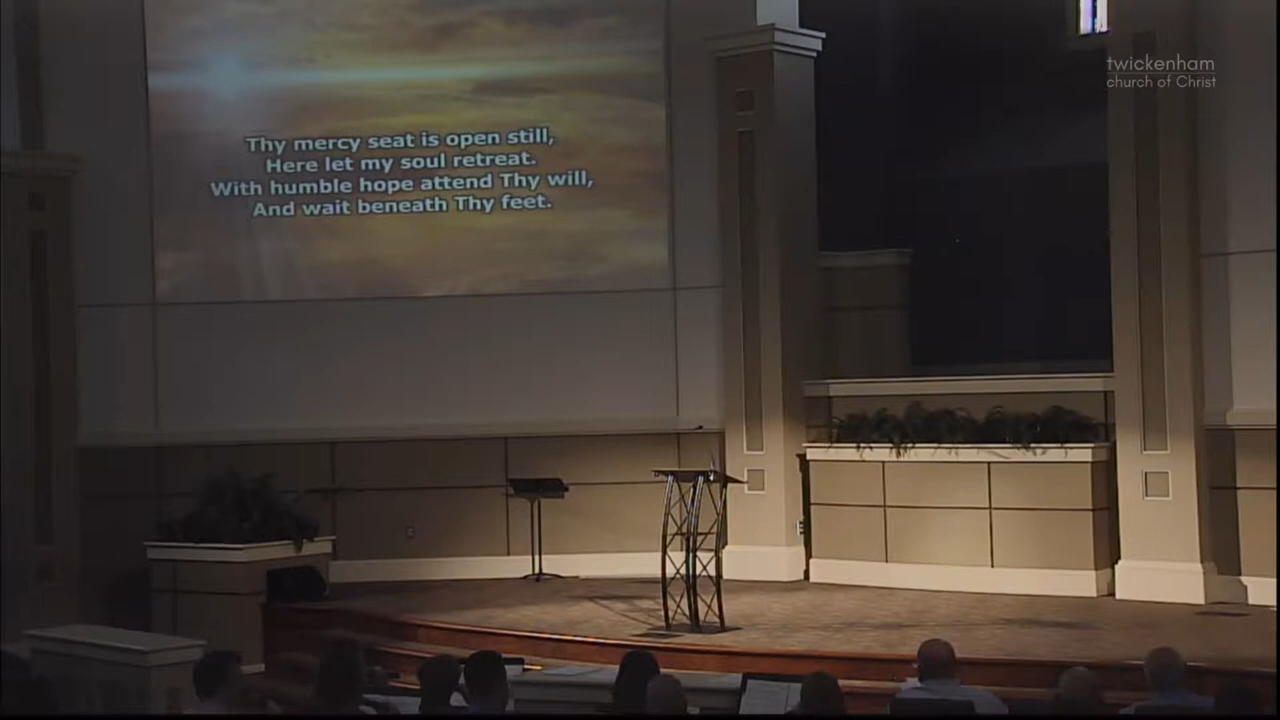 Thy mercy seat is open still,
Here let my soul retreat.
With humble hope attend Thy will,
And wait beneath Thy feet.
twickenham
church of Christ